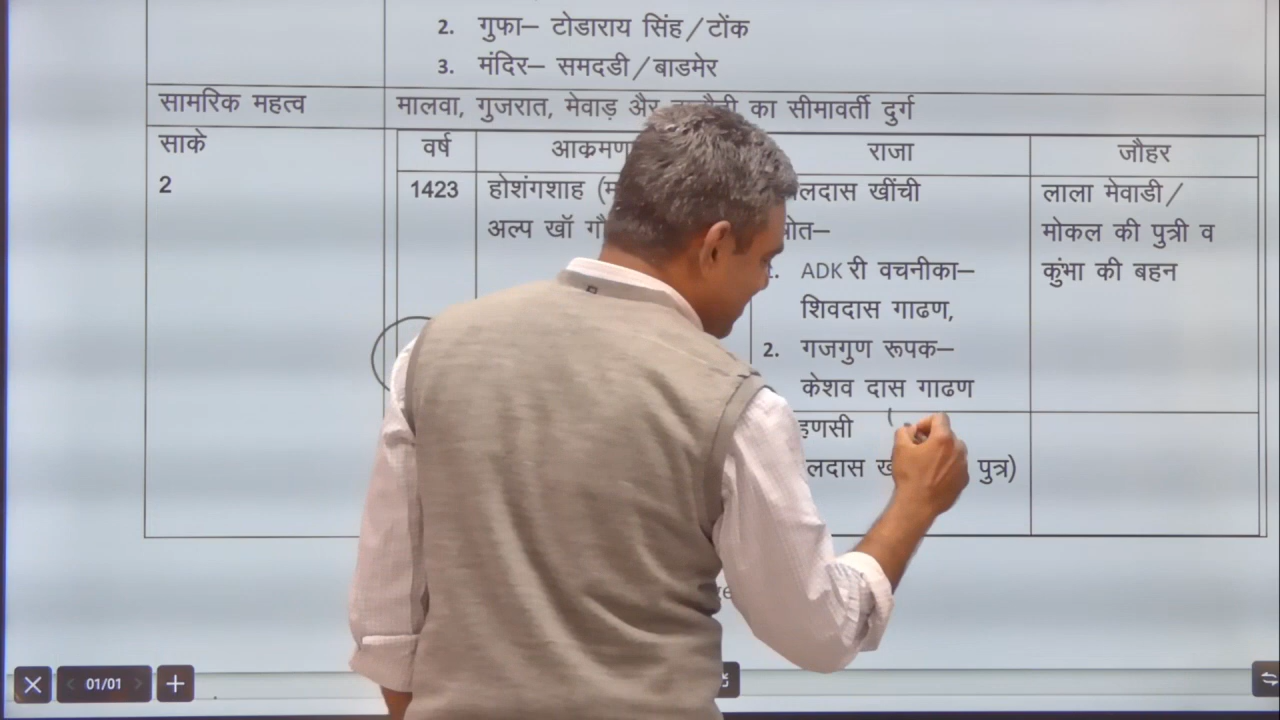 2. गुफा– टोडाराय सिंह/टोंक
3. मंदिर– समदडी/बाडमेर
सामरिक महत्व मालवा, गुजरात, मेवाड़ और का सीमावर्ती दुर्ग
साके वर्ष राजा जौहर
2 1423 होशंगशाह खींची लाला मेवाडी/
अल्प खॉ मोकल की पुत्री व
ADK री वचनीका– कुंभा की बहन
शिवदास गाढण,
2. गजगुण रूपक–
केशव दास गाढण
पुत्र)
01/01